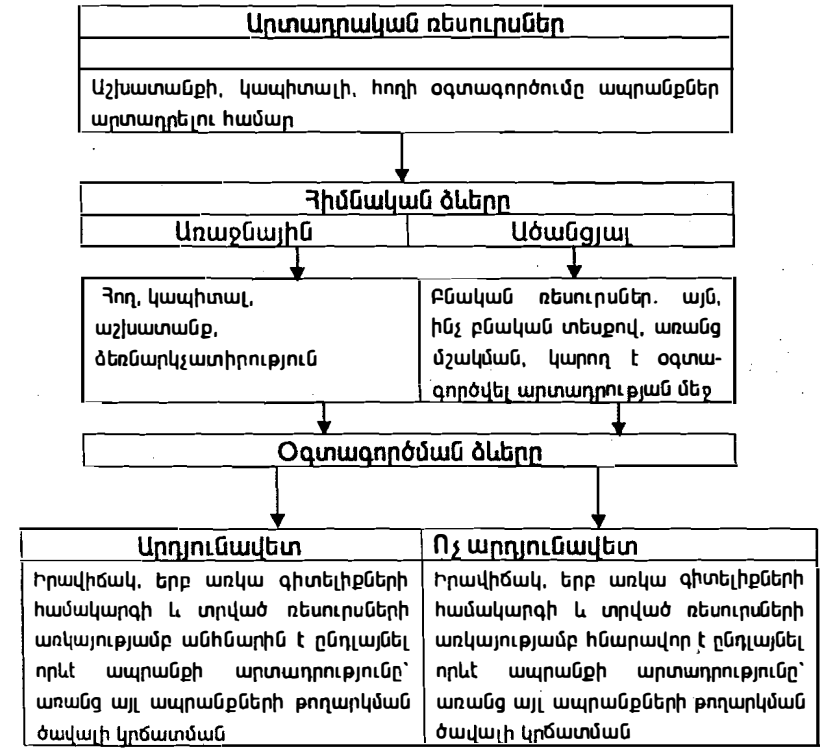 Արտադրական ռեսուրսներ
Աշխատանքի, կապիտալի, հողի օգտագործումը ապրանքներ
արտադրելու համար
Հիմնական ձևերը
Առաջնային
Ածանցյալ
Հող, կապիտալ,
աշխատանք,
ձեռնարկչատիրություն
Բնական ռեսուրսներ. այն,
ինչ բնական տեսքով, առանց
մշակման, կարող է օգտա-
գործվել արտադրության մեջ
Օգտագործման ձևերը
Արդյունավետ
Իրավիճակ, երբ առկա գիտելիքների
համակարգի և տրված ռեսուրսների
առկայությամբ անհնարին է ընդլայնել
որևէ ապրանքի արտադրությունը՝
առանց այլ ապրանքների թողարկման
ծավալի կրճատման
Ոչ արդյունավետ
Իրավիճակ, երբ առկա գիտելիքների
համակարգի և տրված ռեսուրսների
առկայությամբ հնարավոր է ընդլայնել
որևէ ապրանքի արտադրությունը՝
առանց այլ ապրանքների թողարկման
ծավալի կրճատման